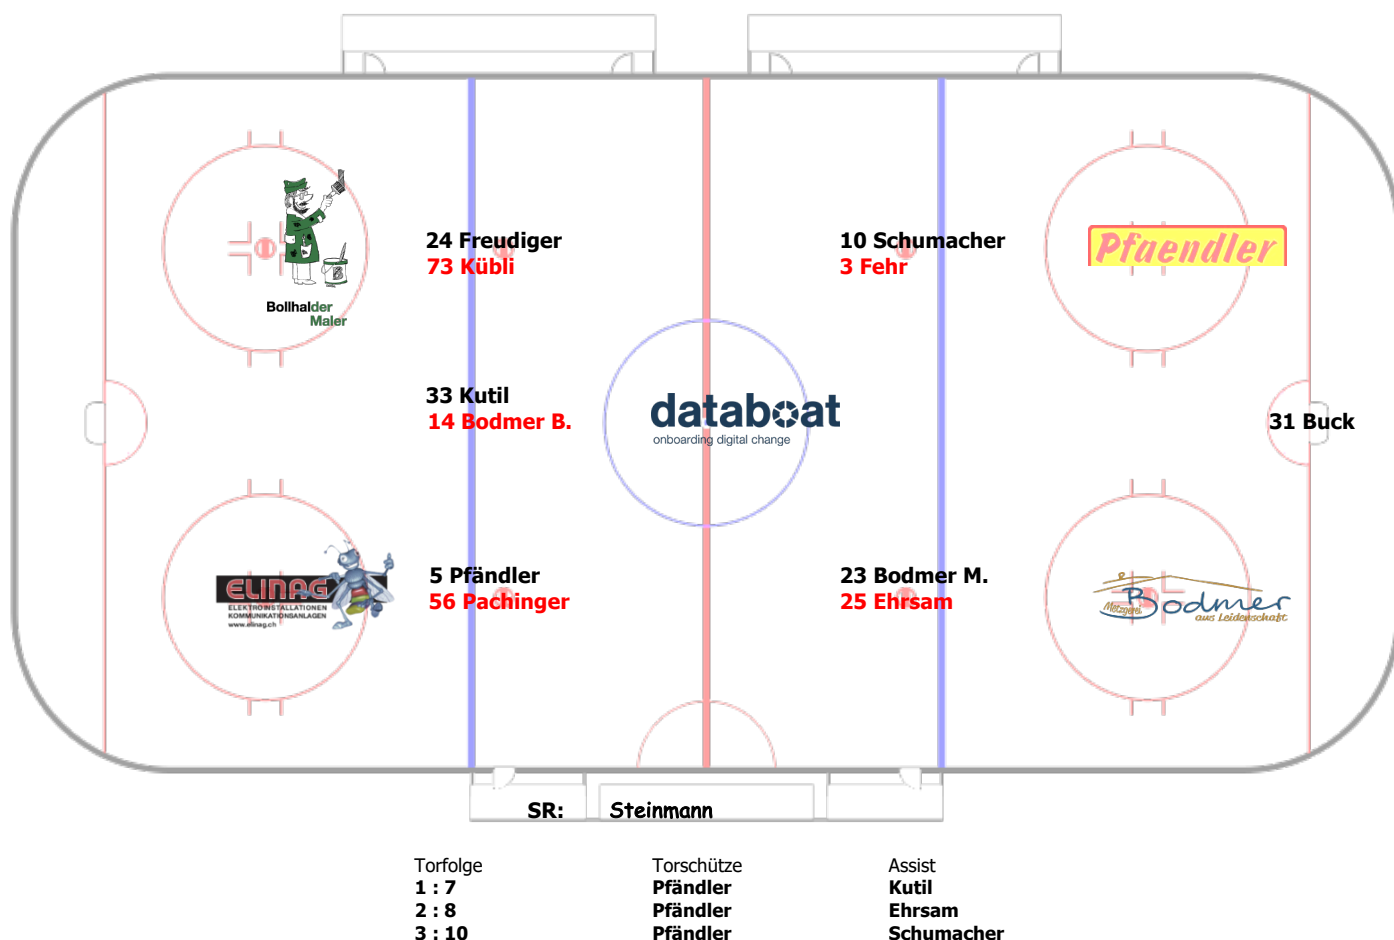 24 Freudiger
73 Kübli
10 Schumacher
3 Fehr
Pfaendler
Bollhalder
Maler
33 Kutil
14 Bodmer B.
databoat
onboarding digital change
31 Buck
5 Pfändler
56 Pachinger
23 Bodmer M.
25 Ehrsam
ELINAG
ELEKTROINSTALLATIONEN
KOMMUNIKATIONSANLAGEN
www.elinag.ch
Metzgerei Bodmer
aus Leidenschaft
SR: Steinmann
Torfolge Torschütze Assist
1 : 7 Pfändler Kutil
2 : 8 Pfändler Ehrsam
3 : 10 Pfändler Schumacher